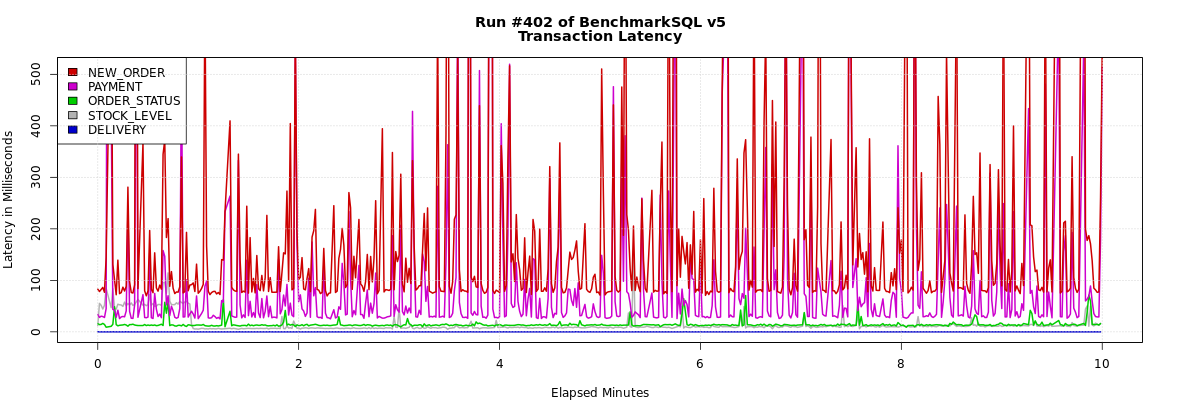 Run #402 of BenchmarkSQL v5
Transaction Latency
NEW_ORDER
PAYMENT
ORDER_STATUS
STOCK_LEVEL
DELIVERY
Latency in Milliseconds
500
400
300
200
100
0
0 2 4 6 8 10
Elapsed Minutes